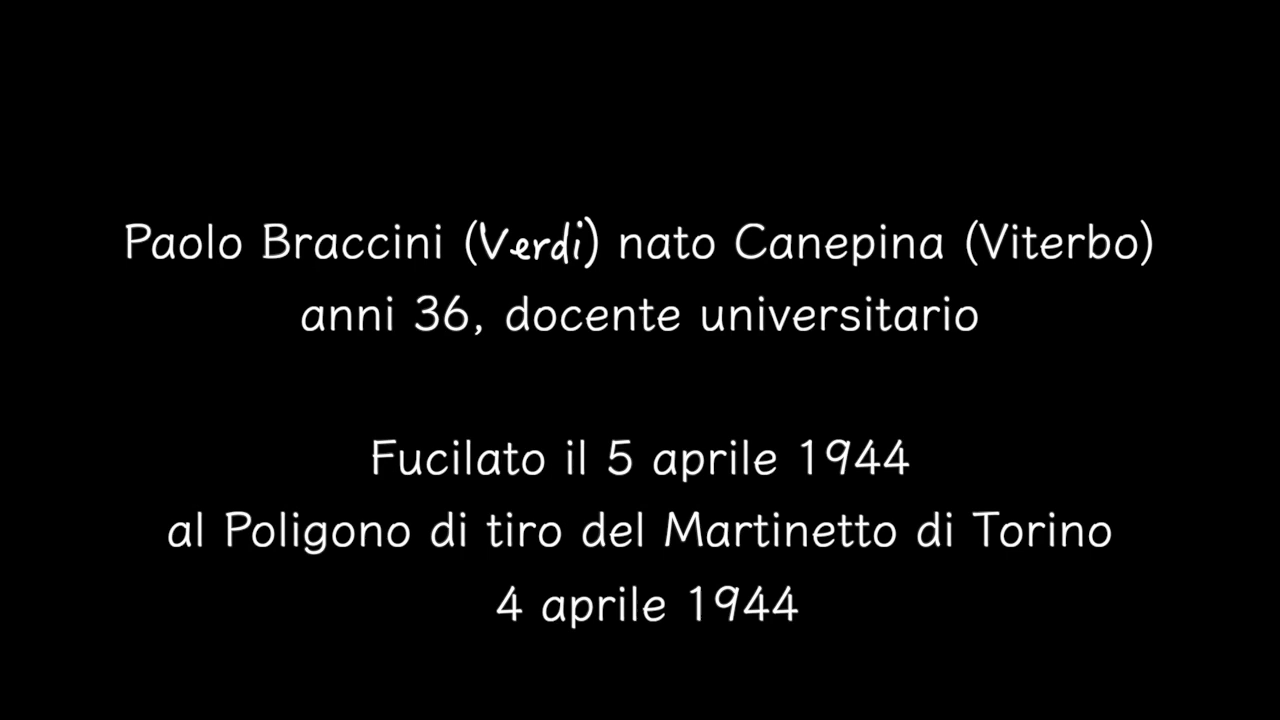 Paolo Braccini (Verdi) nato Canepina (Viterbo)
anni 36, docente universitario
Fucilato il 5 aprile 1944
al Poligono di tiro del Martinetto di Torino
4 aprile 1944